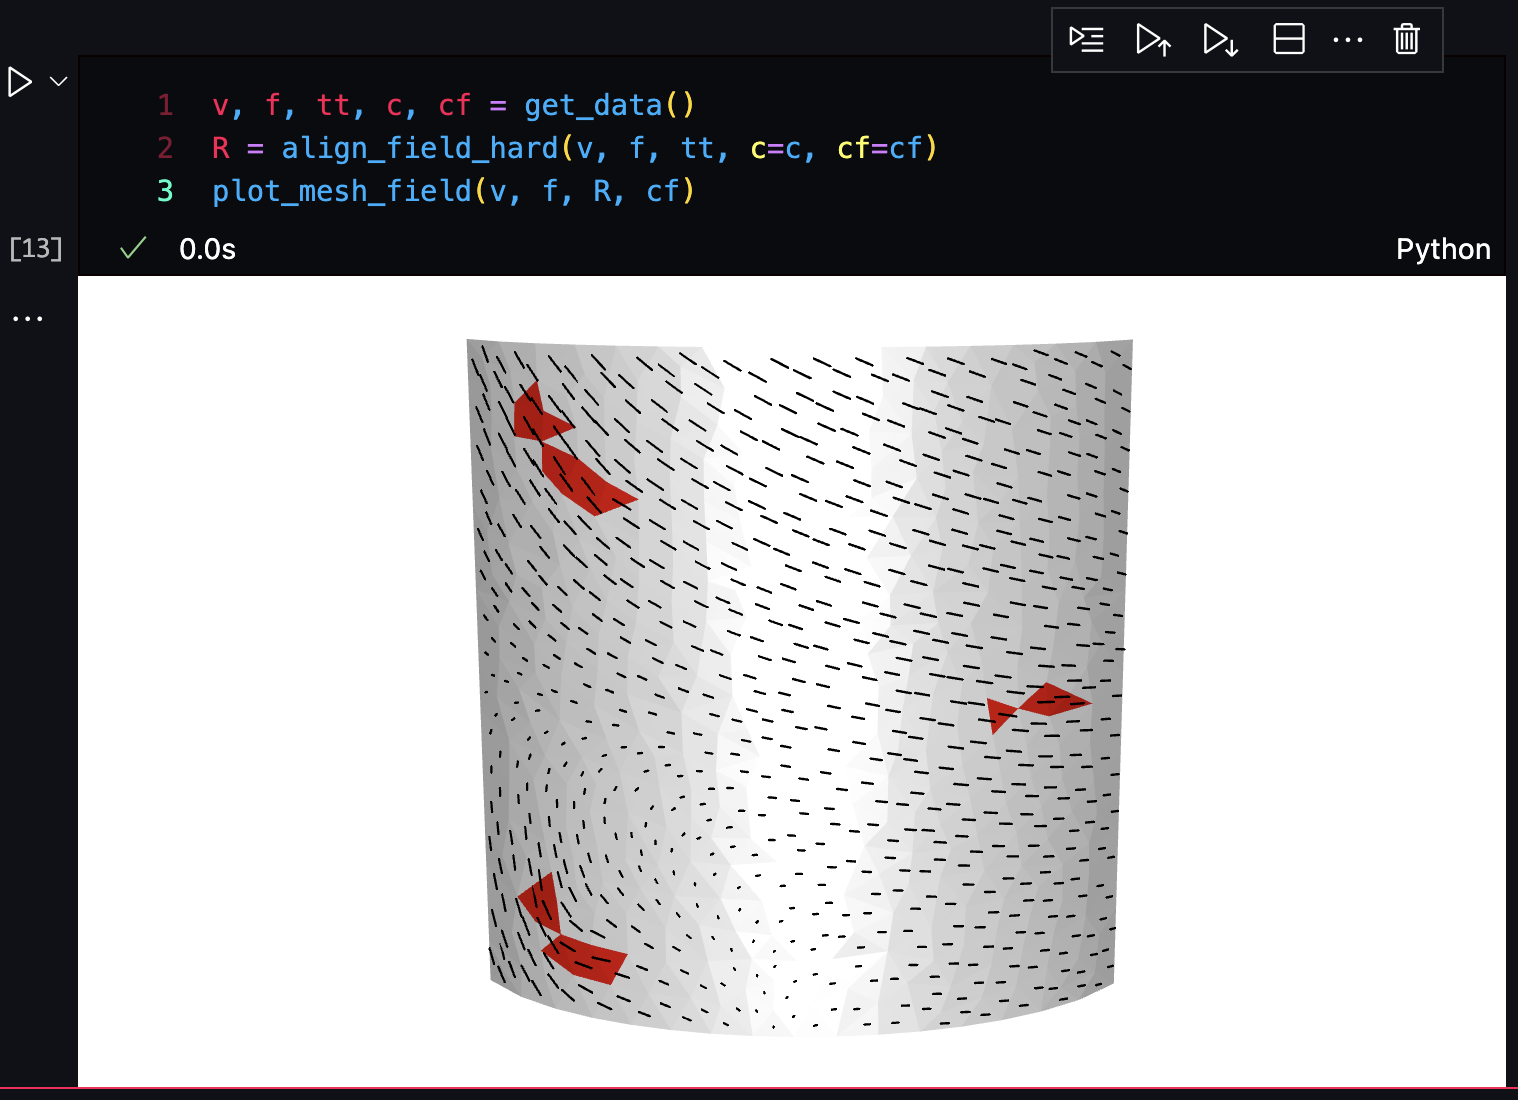 1 v, f, tt, c, cf = get_data()
2 R = align_field_hard(v, f, tt, c=c, cf=cf)
3 plot_mesh_field(v, f, R, cf)
[13] 0.0s Python